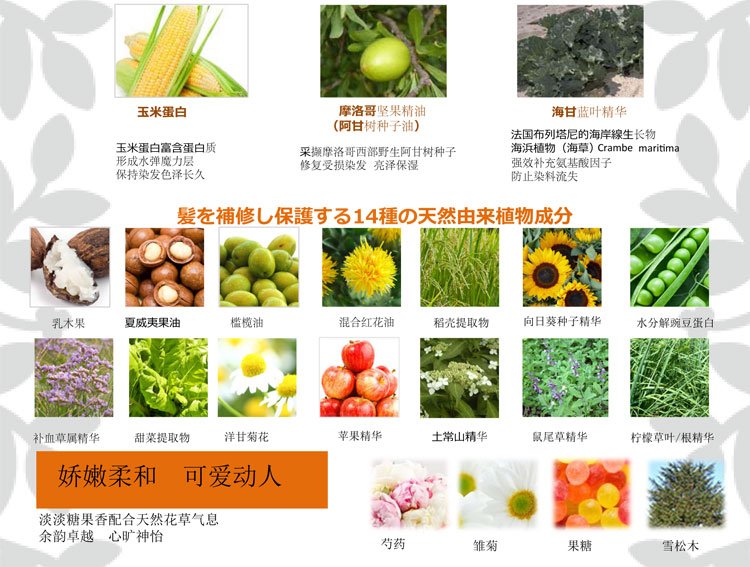 玉米蛋白
摩洛哥坚果精油
（阿甘树种子油）
海甘蓝叶精华
玉米蛋白富含蛋白质
形成水弹魔力层
保持染发色泽长久
采撷摩洛哥西部野生阿甘树种子
修复受损染发 亮泽保湿
法国布列塔尼的海岸線生长物
海浜植物（海草）Crambe maritima
强效补充氨基酸因子
防止染料流失
髪を補修し保護する14種の天然由来植物成分
乳木果
夏威夷果油
槛榄油
混合红花油
稻壳提取物
向日葵种子精华
水分解豌豆蛋白
补血草属精华
甜菜提取物
洋甘菊花
苹果精华
土常山精华
鼠尾草精华
柠檬草叶/根精华
娇嫩柔和 可爱动人
淡淡糖果香配合天然花草气息
余韵卓越 心旷神怡
芍药
雏菊
果糖
雪松木